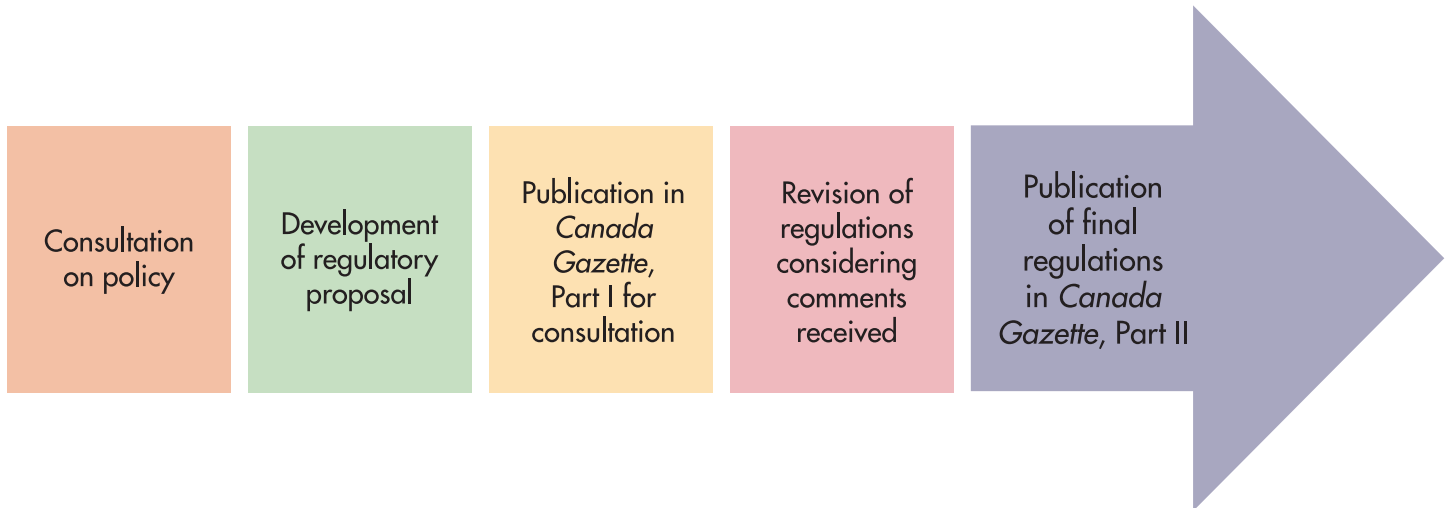 Consultation
on policy
Development
of regulatory
proposal
Publication in
Canada
Gazette,
Part I for
consultation
Revision of
regulations
considering
comments
received
Publication
of final
regulations
in Canada
Gazette, Part II